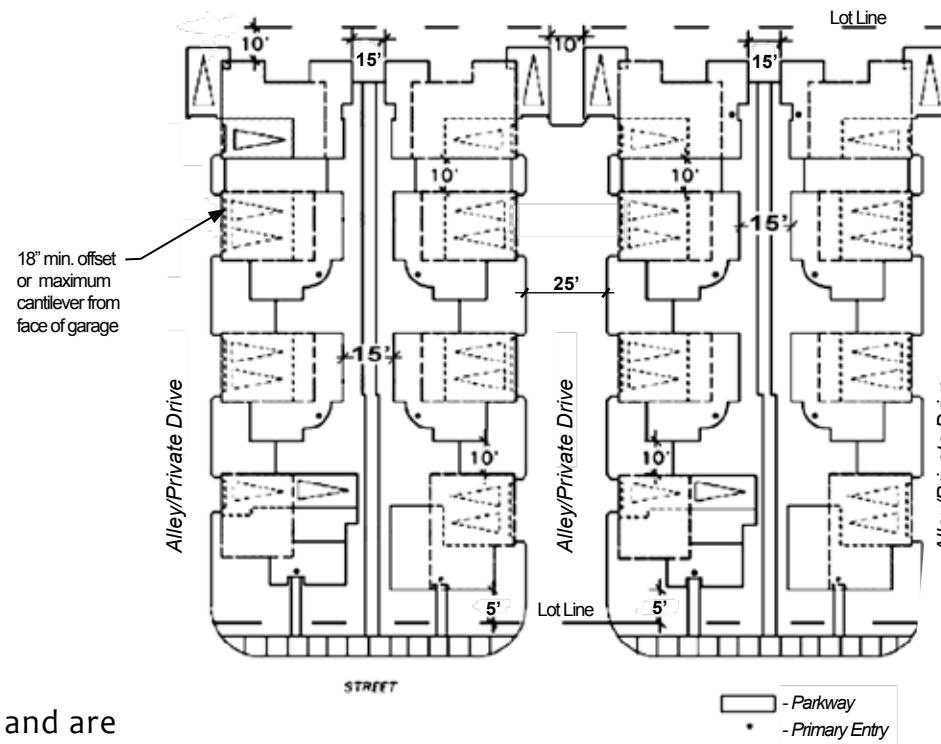 Lot Line
10'
15'
10'
15'
10'
10'
15'
18" min. offset
or maximum
cantilever from
face of garage
25'
15'
10'
10'
Alley/Private Drive
Alley/Private Drive
5'
Lot Line
5'
STREET
- Parkway
- Primary Entry
and are